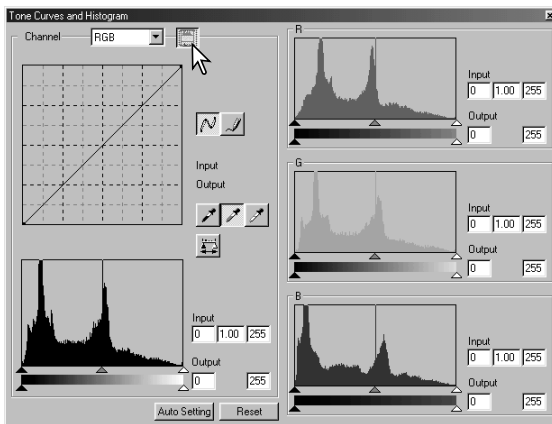 Tone Curves and Histogram
Channel RGB
Input
Output
Input
0 1.00 255
Output
0 255
Auto Setting Reset
R
Input
0 1.00 255
Output
0 255
G
Input
0 1.00 255
Output
0 255
B
Input
0 1.00 255
Output
0 255